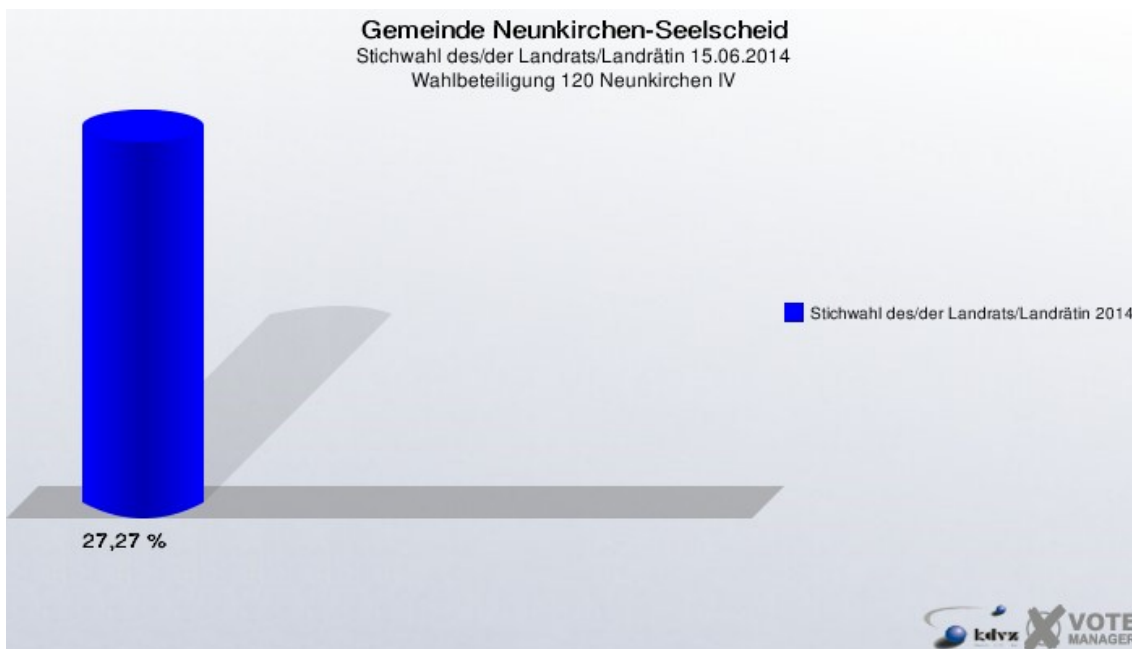 Gemeinde Neunkirchen-Seelscheid
Stichwahl des/der Landrats/Landrätin 15.06.2014
Wahlbeteiligung 120 Neunkirchen IV
Stichwahl des/der Landrats/Landrätin 2014
27,27 %
kdvz
VOTE
MANAGER